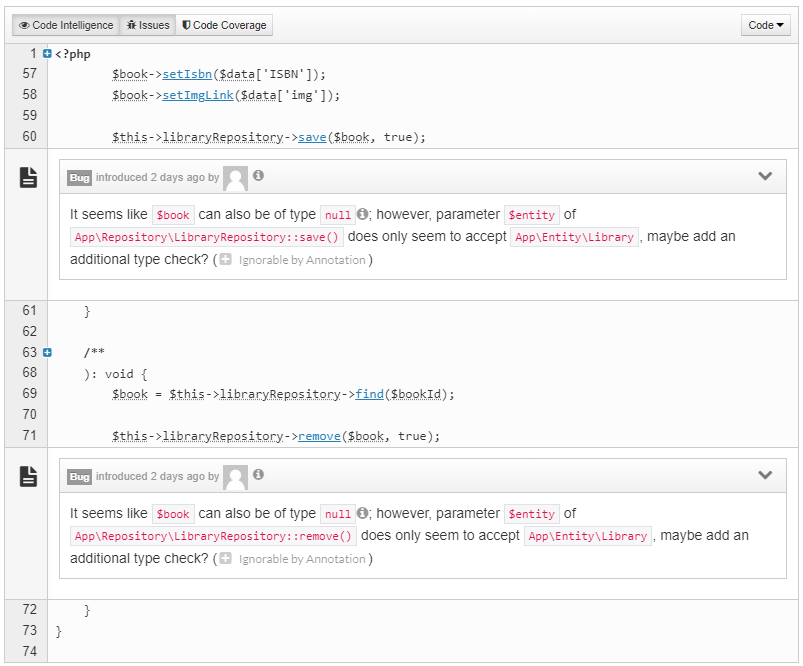 Code Intelligence Issues Code Coverage Code
1 <?php
57 $book->setIsbn($data['ISBN']);
58 $book->setImgLink($data['img']);
59
60 $this->libraryRepository->save($book, true);
Bug introduced 2 days ago by
It seems like $book can also be of type null; however, parameter $entity of
App\Repository\LibraryRepository::save() does only seem to accept App\Entity\Library, maybe add an
additional type check? ( Ignorable by Annotation )
61 }
62
63 /**
68 ): void {
69 $book = $this->libraryRepository->find($bookId);
70
71 $this->libraryRepository->remove($book, true);
Bug introduced 2 days ago by
It seems like $book can also be of type null; however, parameter $entity of
App\Repository\LibraryRepository::remove() does only seem to accept App\Entity\Library, maybe add an
additional type check? ( Ignorable by Annotation )
72 }
73 }
74